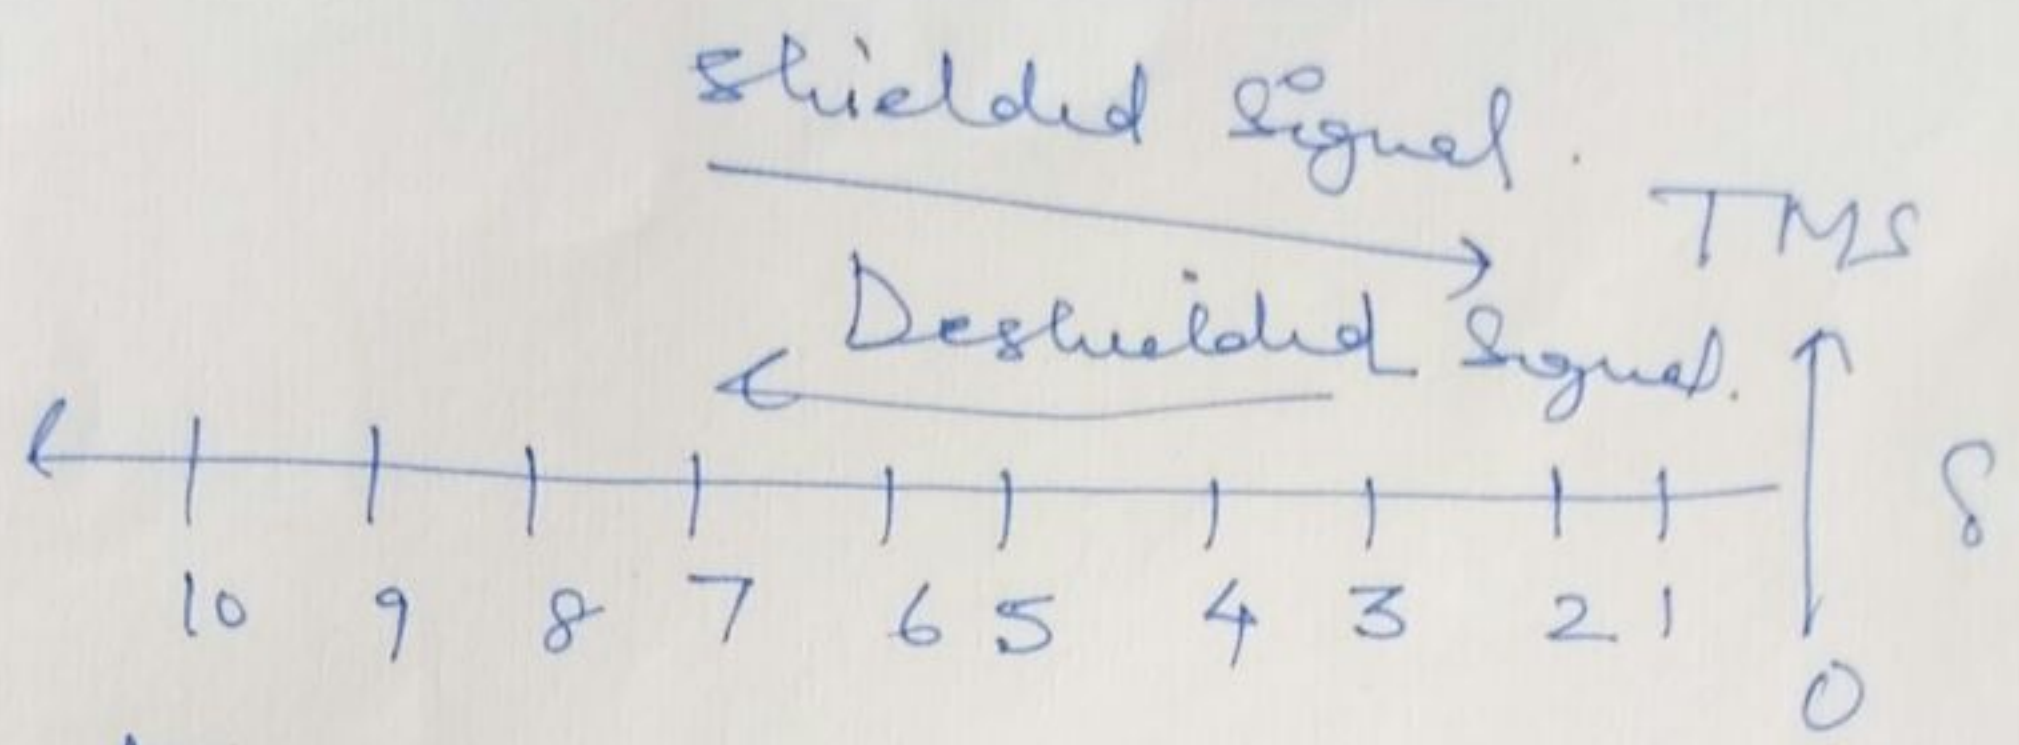 Shielded Signal.
TMS
Deshielded Signal.
δ
10 9 8 7 6 5 4 3 2 1
0